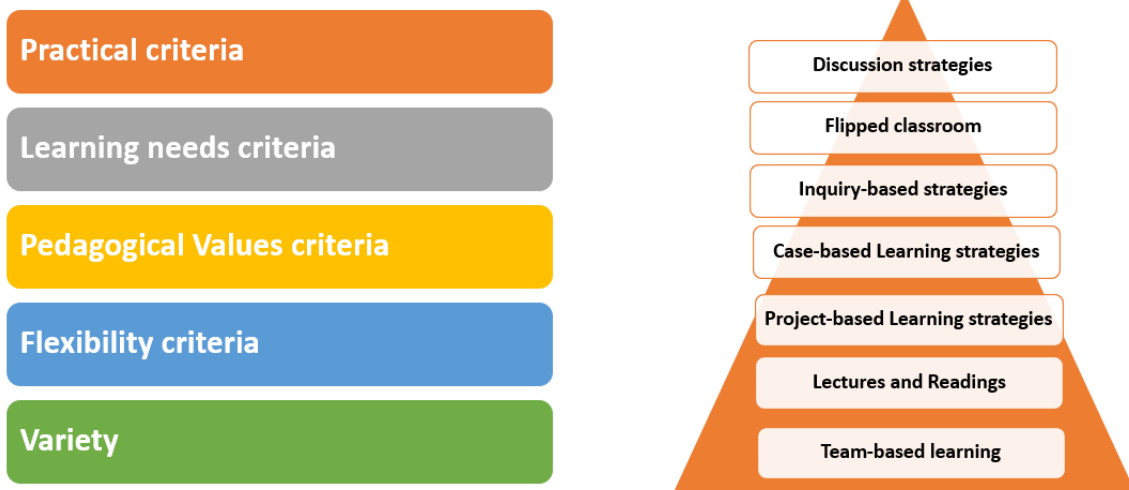 Practical criteria
Learning needs criteria
Pedagogical Values criteria
Flexibility criteria
Variety
Discussion strategies
Flipped classroom
Inquiry-based strategies
Case-based Learning strategies
Project-based Learning strategies
Lectures and Readings
Team-based learning